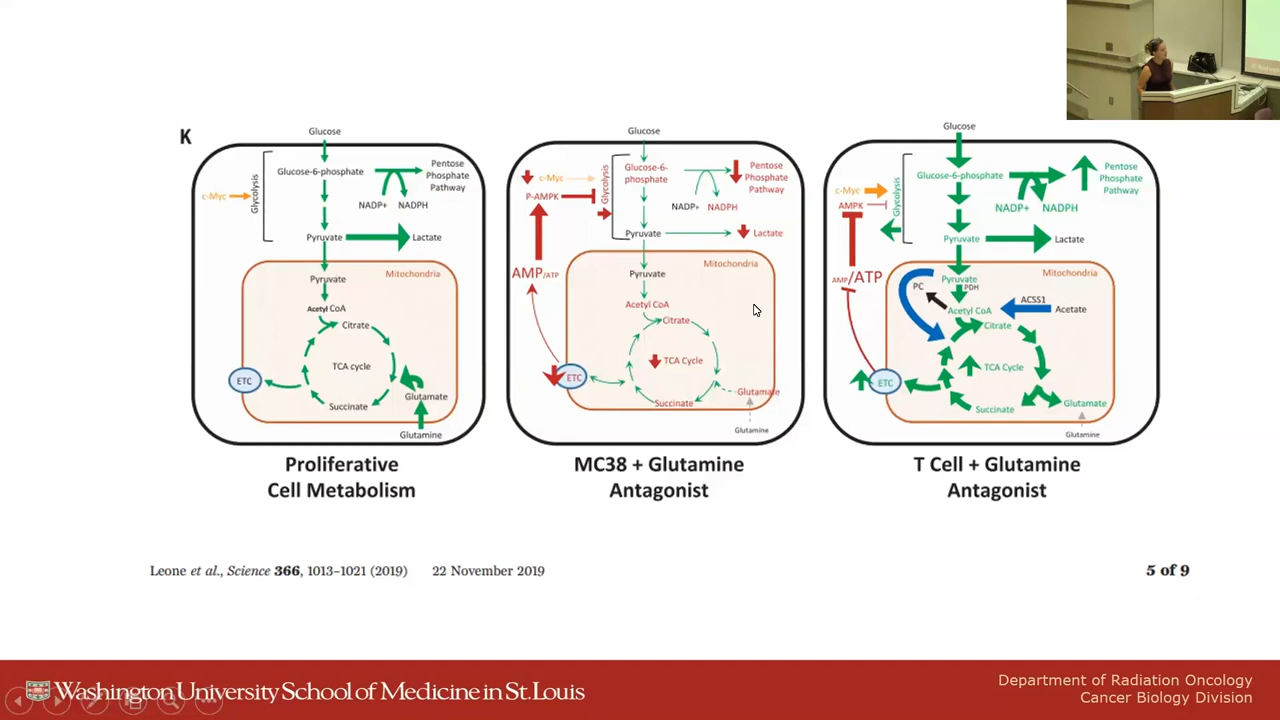 K
Glucose
Glucose-6-phosphate
Pentose
Phosphate
Pathway
c-Myc
Glycolysis
NADP+ NADPH
Pyruvate
Lactate
Pyruvate
Mitochondria
Acetyl CoA
Citrate
TCA cycle
ETC
Glutamate
Succinate
Glutamine
Proliferative
Cell Metabolism
Glucose
c-Myc
Glucose-6-
phosphate
Pentose
Phosphate
Pathway
P-AMPK
Glycolysis
NADP+ NADPH
Pyruvate
Lactate
AMP/ATP
Mitochondria
Pyruvate
Acetyl CoA
Citrate
TCA Cycle
ETC
Glutamate
Succinate
Glutamine
MC38 + Glutamine
Antagonist
Glucose
Glucose-6-phosphate
Pentose
Phosphate
Pathway
c-Myc
AMPK
Glycolysis
NADP+ NADPH
Pyruvate
Lactate
AMP/ATP
Mitochondria
Pyruvate
PC
PDH
ACSS1
Acetyl CoA
Acetate
Citrate
TCA Cycle
ETC
Glutamate
Succinate
Glutamine
T Cell + Glutamine
Antagonist
Leone et al., Science 366, 1013–1021 (2019) 22 November 2019
5 of 9
Washington University School of Medicine in St. Louis
Department of Radiation Oncology
Cancer Biology Division